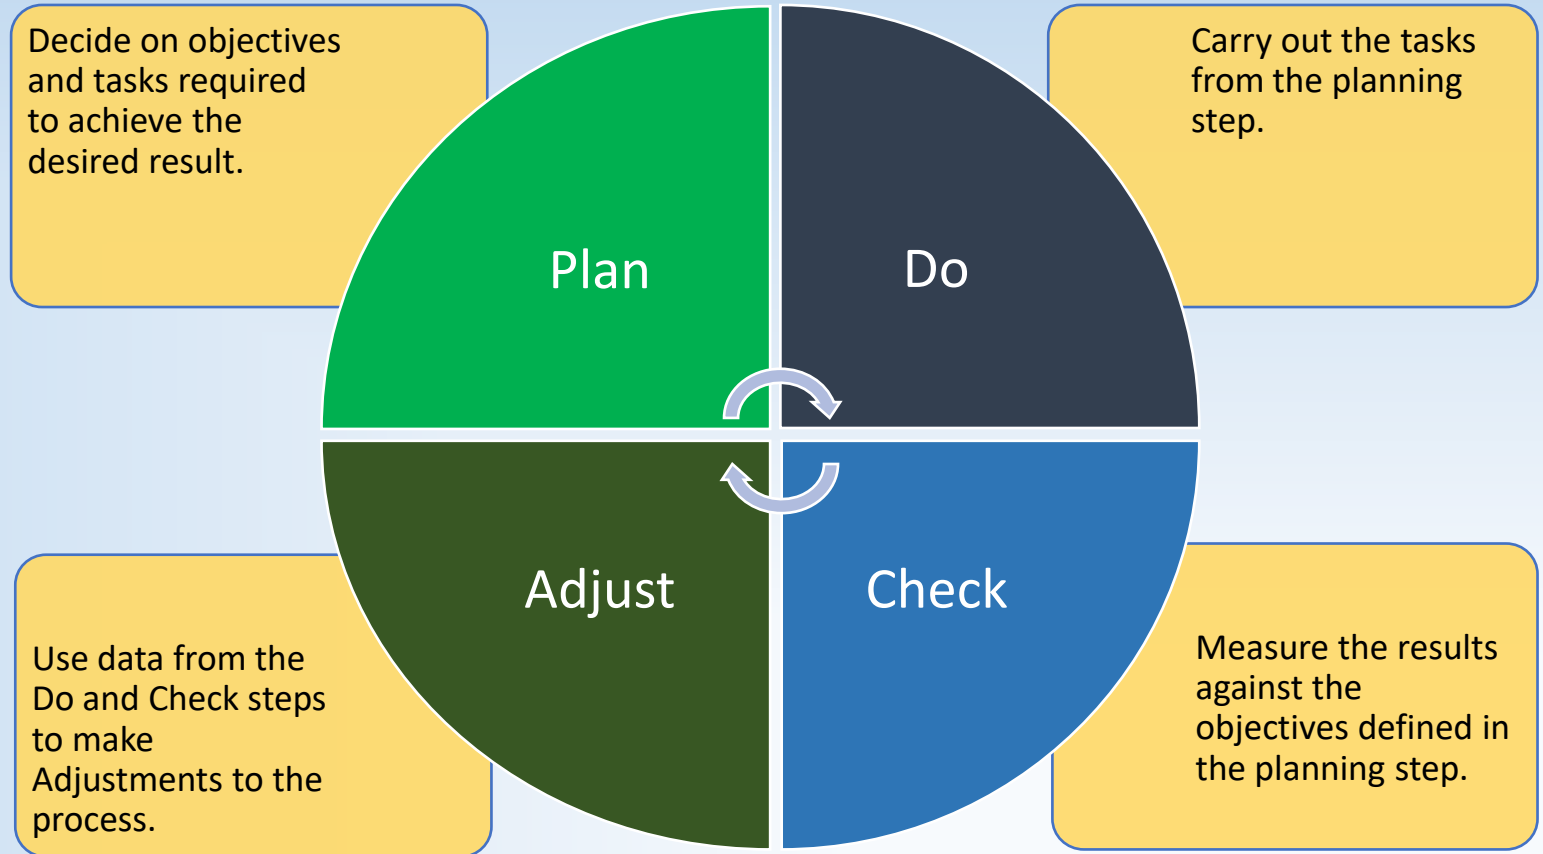 Decide on objectives
and tasks required
to achieve the
desired result.
Plan
Do
Carry out the tasks
from the planning
step.
Adjust
Check
Use data from the
Do and Check steps
to make
Adjustments to the
process.
Measure the results
against the
objectives defined in
the planning step.